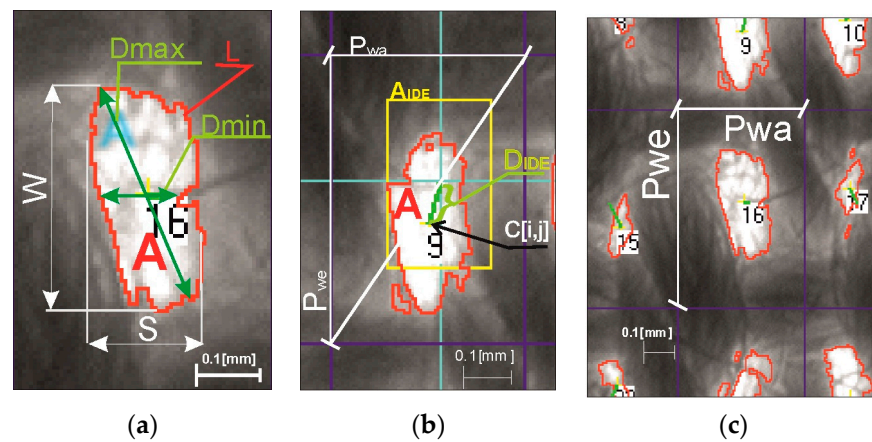 Dmax
L
Dmin
W
16
A
S
0.1[mm]
(a)
Pwa
AIDE
DIDE
A
C[i,j]
9
Pwe
0.1[mm]
(b)
9
10
Pwa
Pwe
16
17
15
0.1[mm]
(c)